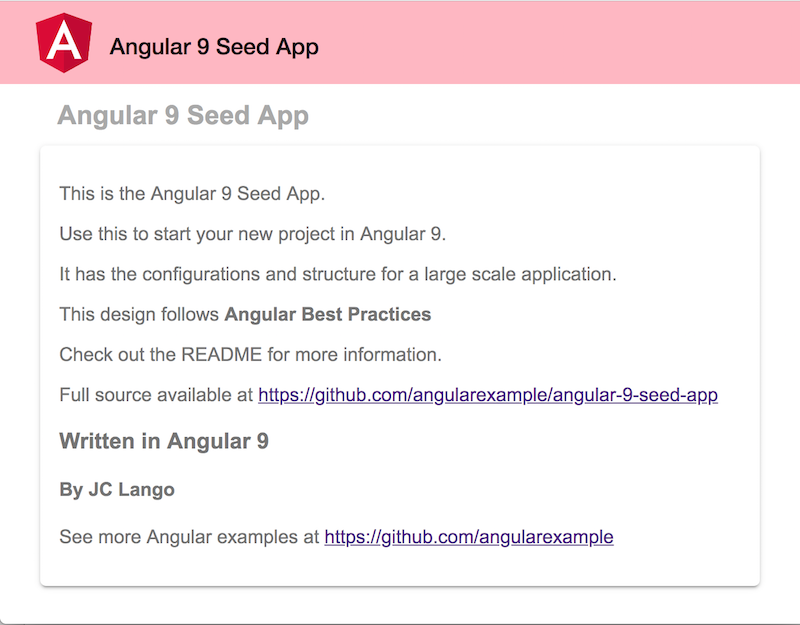 A
Angular 9 Seed App
Angular 9 Seed App
This is the Angular 9 Seed App.
Use this to start your new project in Angular 9.
It has the configurations and structure for a large scale application.
This design follows Angular Best Practices
Check out the README for more information.
Full source available at https://github.com/angularexample/angular-9-seed-app
Written in Angular 9
By JC Lango
See more Angular examples at https://github.com/angularexample